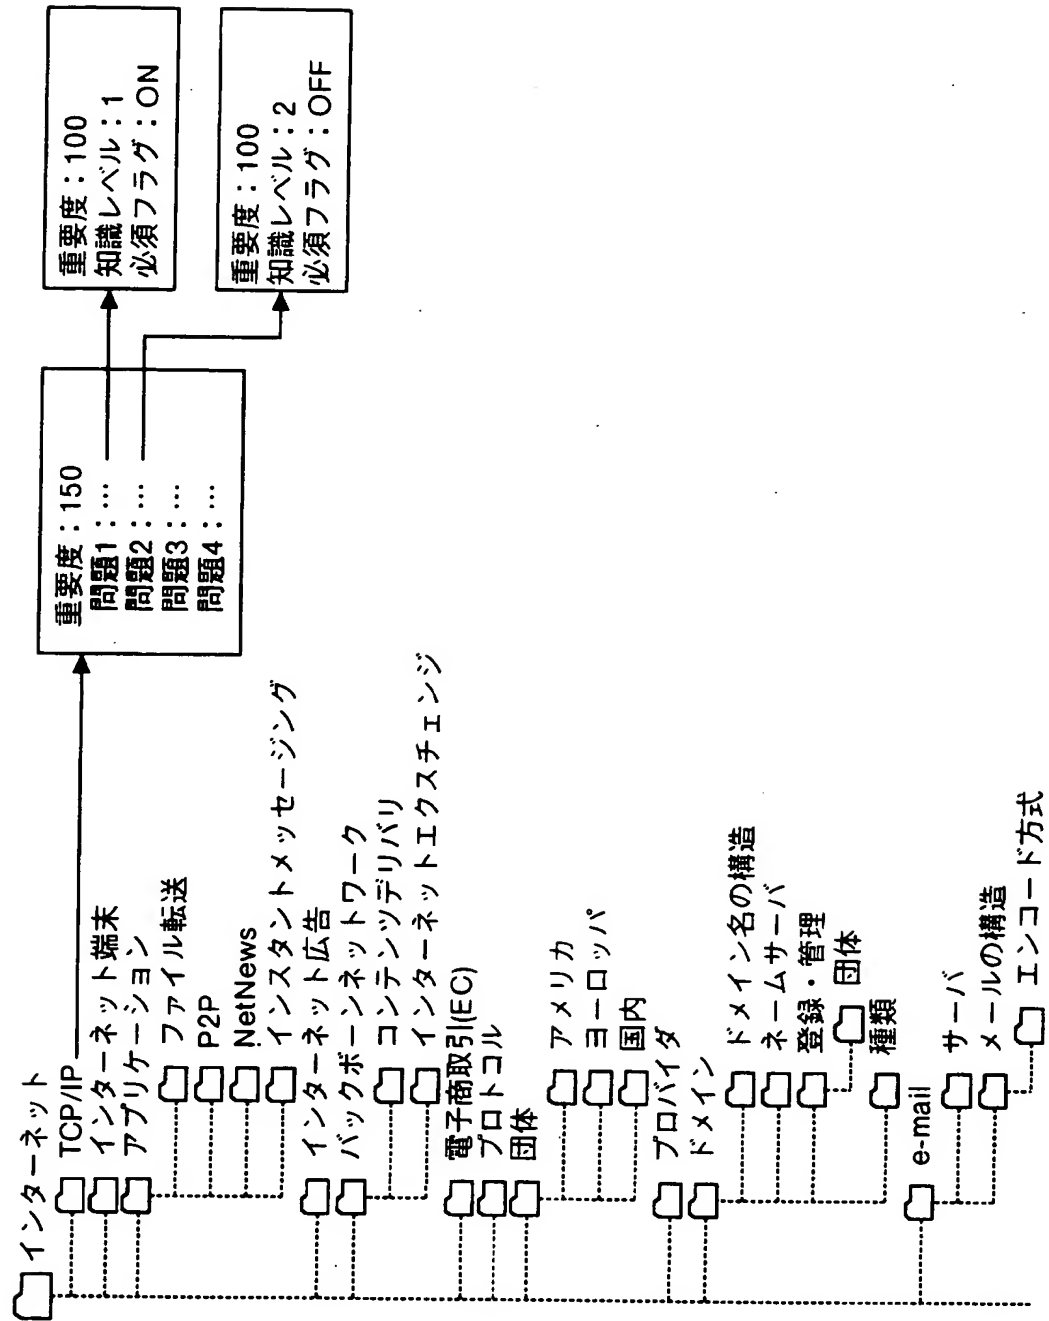 インターネット
TCP/IP
インターネット端末
アプリケーション
ファイル転送
P2P
NetNews
インスタントメッセージング
インターネット広告
バックボーンネットワーク
コンテンツデリバリ
インターネットエクスチェンジ
電子商取引(EC)
プロトコル
団体
アメリカ
ヨーロッパ
国内
プロバイダ
ドメイン
ドメイン名の構造
ネームサーバ
登録・管理
団体
種類
e-mail
サーバ
メールの構造
エンコード方式
重要度：150
問題1：…
問題2：…
問題3：…
問題4：…
重要度：100
知識レベル：1
必須フラグ：ON
重要度：100
知識レベル：2
必須フラグ：OFF